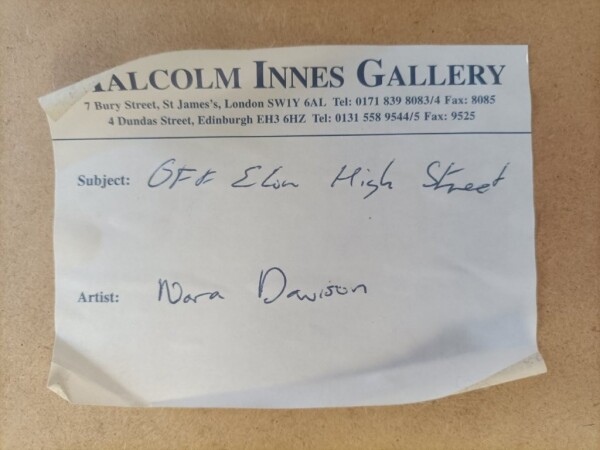 MALCOLM INNES GALLERY
7 Bury Street, St James's, London SW1Y 6AL Tel: 0171 839 8083/4 Fax: 8085
4 Dundas Street, Edinburgh EH3 6HZ Tel: 0131 558 9544/5 Fax: 9525
Subject: OFF Eton High Street
Artist: Nora Davison